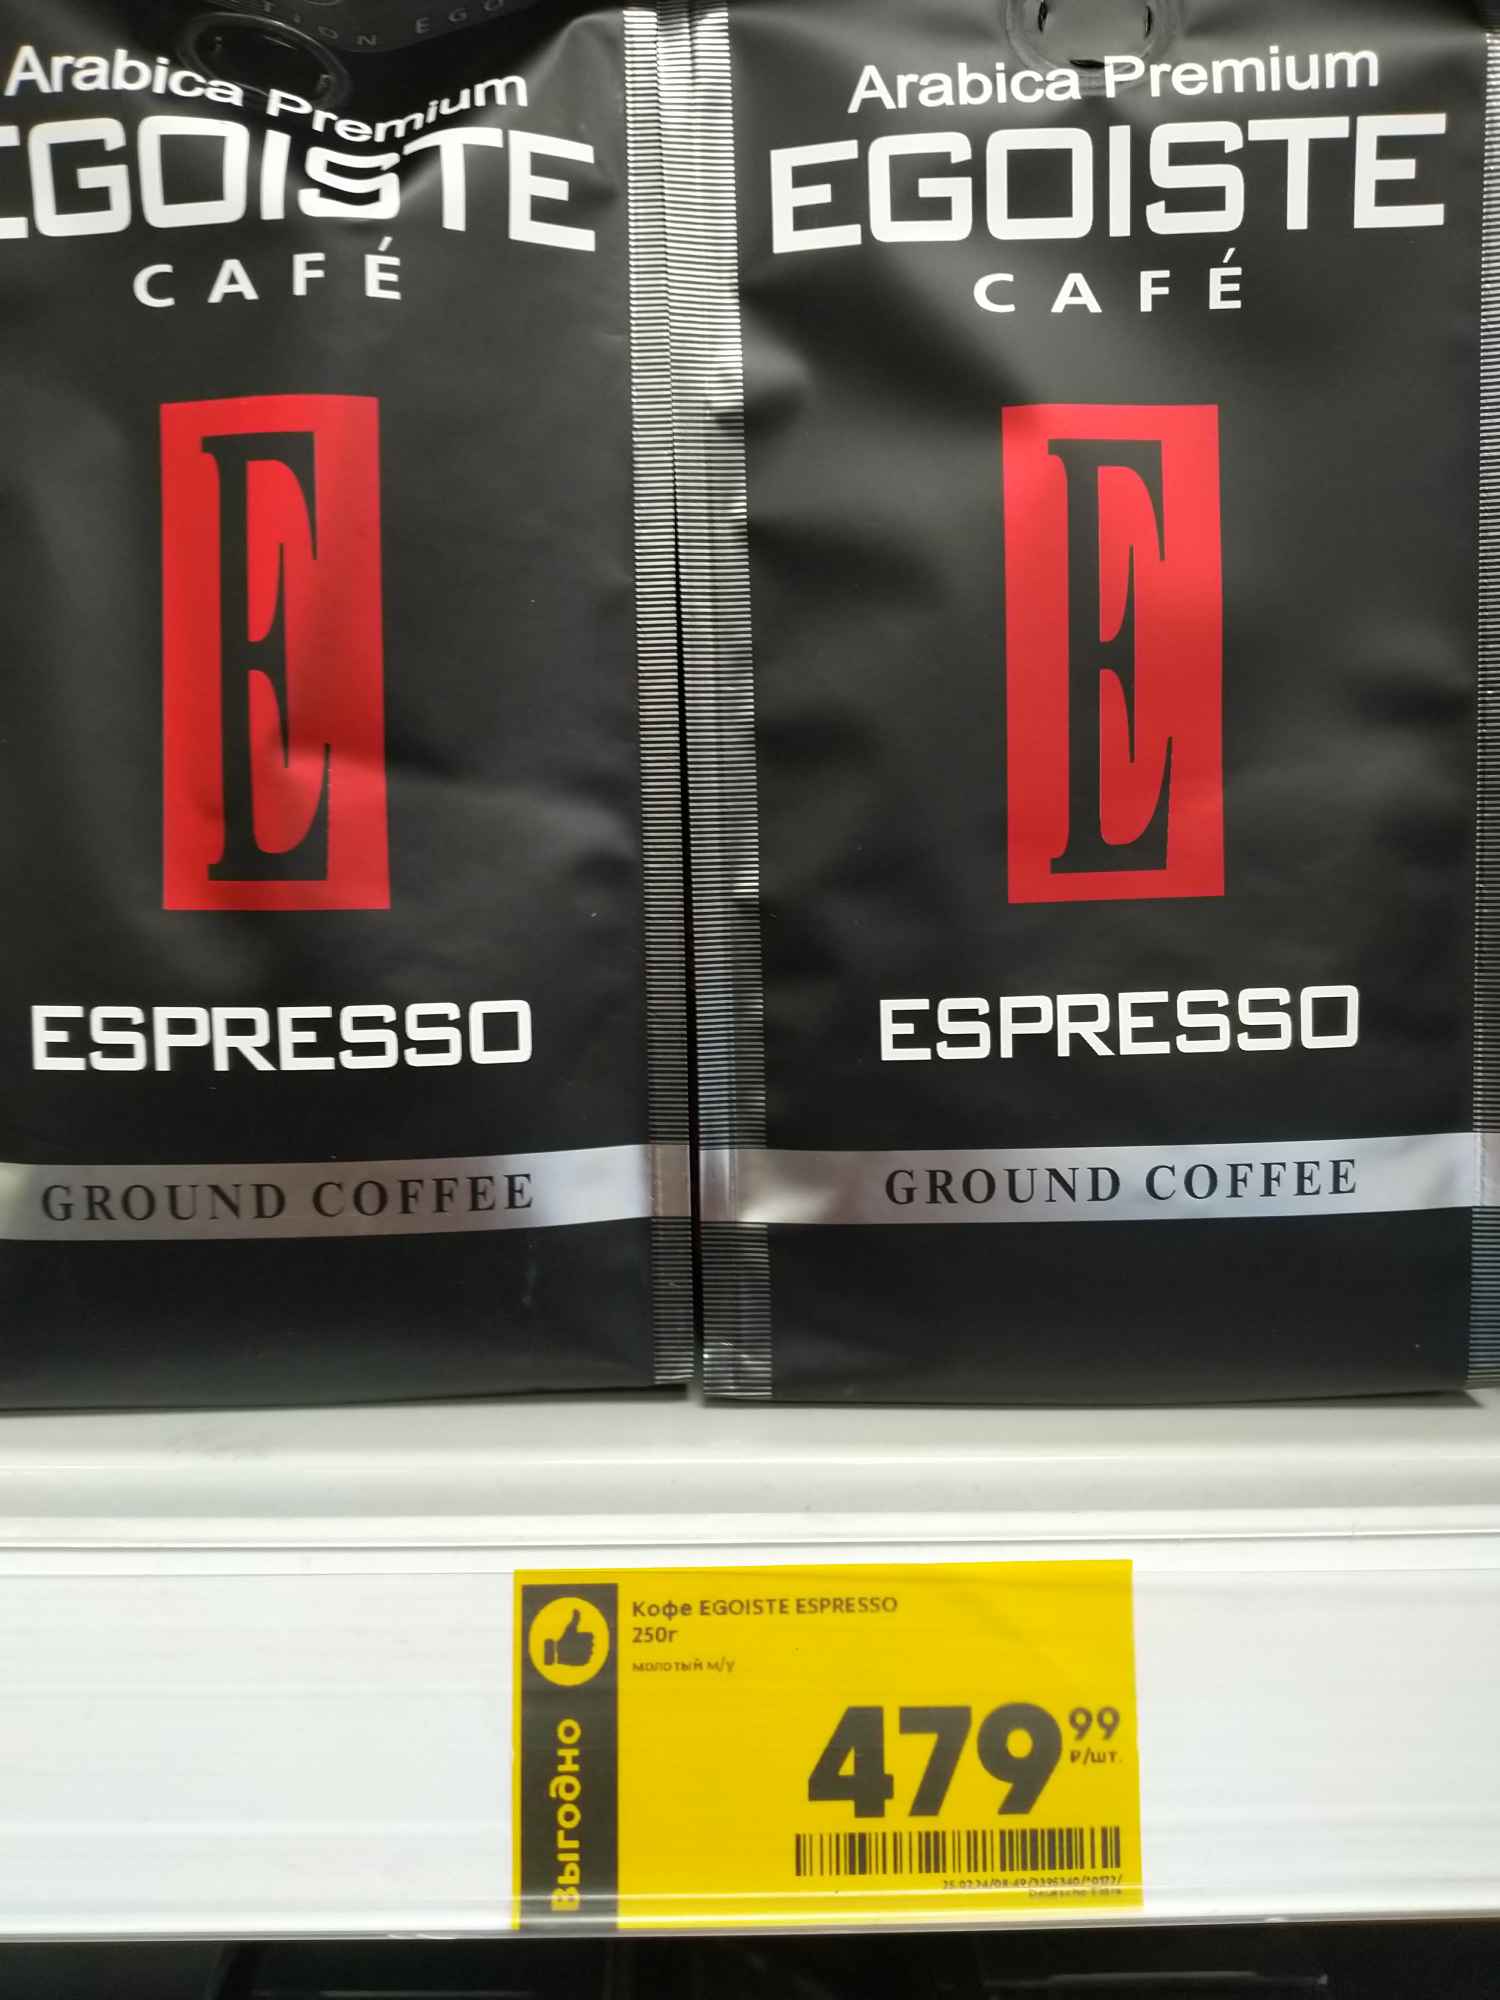 Arabica Premium
EGOISTE
CAFÉ
E
ESPRESSO
GROUND COFFEE
Arabica Premium
EGOISTE
CAFÉ
E
ESPRESSO
GROUND COFFEE
Выгодно
Кофе EGOISTE ESPRESSO
250г
молотый м/у
479 99
₽/шт.